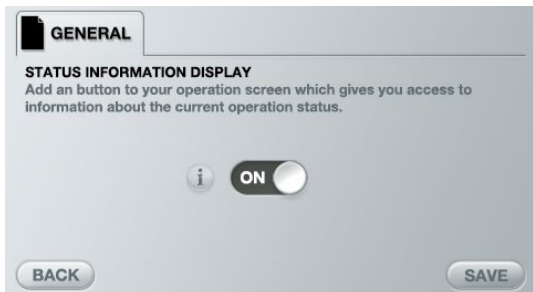 GENERAL
STATUS INFORMATION DISPLAY
Add an button to your operation screen which gives you access to
information about the current operation status.
i ON
BACK SAVE